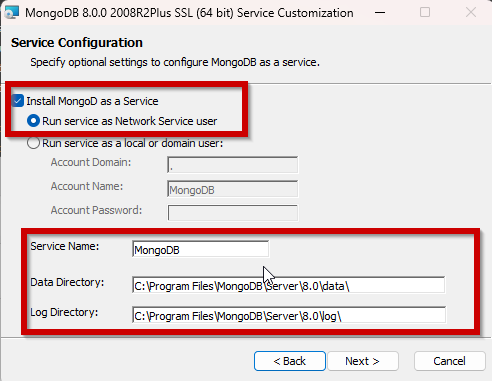 MongoDB 8.0.0 2008R2Plus SSL (64 bit) Service Customization
Service Configuration
Specify optional settings to configure MongoDB as a service.
Install MongoD as a Service
Run service as Network Service user
Run service as a local or domain user:
Account Domain: .
Account Name: MongoDB
Account Password:
Service Name: MongoDB
Data Directory: C:\Program Files\MongoDB\Server\8.0\data\
Log Directory: C:\Program Files\MongoDB\Server\8.0\log\
< Back Next > Cancel